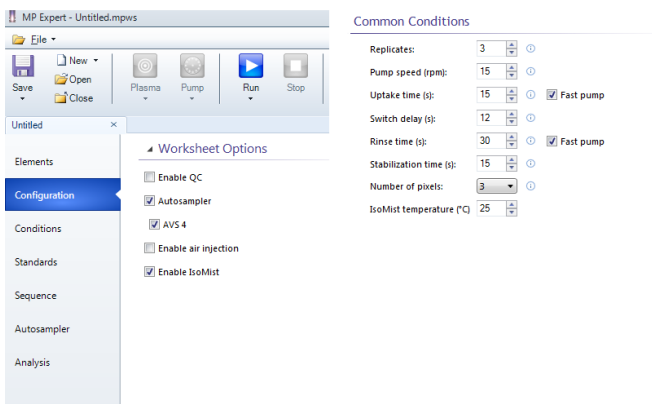 MP Expert - Untitled.mpws
File
Save
New
Open
Close
Plasma
Pump
Run
Stop
Untitled ×
Elements
Configuration
Conditions
Standards
Sequence
Autosampler
Analysis
Worksheet Options
Enable QC
Autosampler
AVS 4
Enable air injection
Enable IsoMist
Common Conditions
Replicates: 3
Pump speed (rpm): 15
Uptake time (s): 15 Fast pump
Switch delay (s): 12
Rinse time (s): 30 Fast pump
Stabilization time (s): 15
Number of pixels: 3
IsoMist temperature (°C) 25